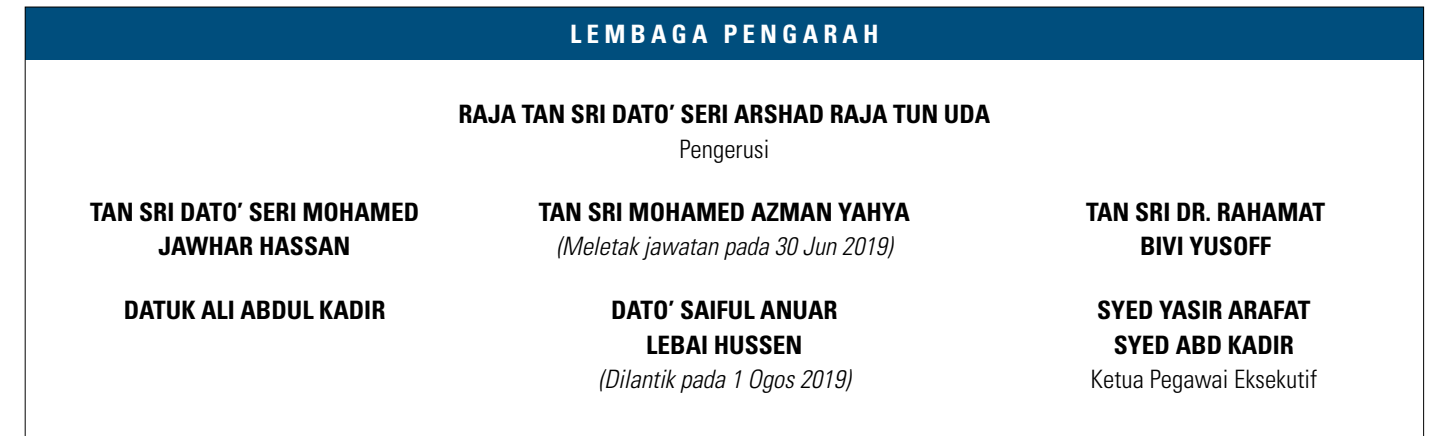 LEMBAGA PENGARAH
RAJA TAN SRI DATO’ SERI ARSHAD RAJA TUN UDA
Pengerusi
TAN SRI DATO’ SERI MOHAMED
JAWHAR HASSAN
TAN SRI MOHAMED AZMAN YAHYA
(Meletak jawatan pada 30 Jun 2019)
TAN SRI DR. RAHAMAT
BIVI YUSOFF
DATUK ALI ABDUL KADIR
DATO’ SAIFUL ANUAR
LEBAI HUSSEN
(Dilantik pada 1 Ogos 2019)
SYED YASIR ARAFAT
SYED ABD KADIR
Ketua Pegawai Eksekutif